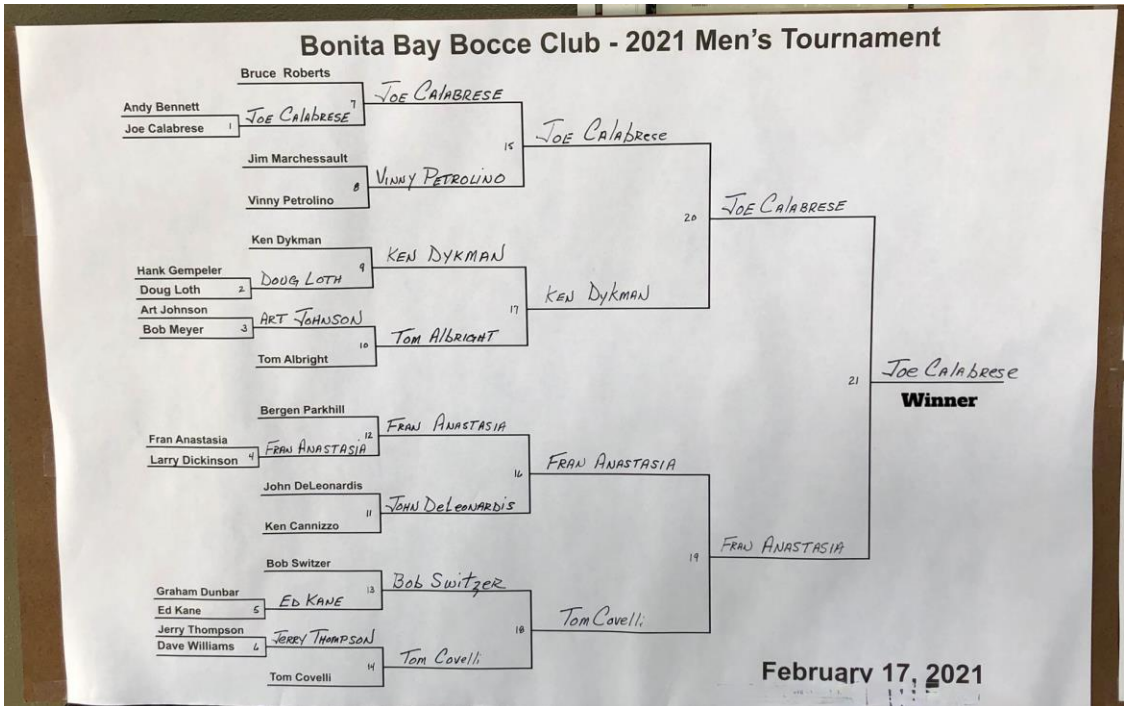 Bonita Bay Bocce Club - 2021 Men's Tournament
Bruce Roberts
JOE CALABRESE
Andy Bennett
7
JOE CALABRESE
Joe Calabrese 1
JOE CALABRESE
15
Jim Marchessault
VINNY PETROLINO
8
Vinny Petrolino
JOE CALABRESE
20
Ken Dykman
KEN DYKMAN
Hank Gempeler
9
DOUG LOTH
Doug Loth 2
KEN DYKMAN
Art Johnson
17
ART JOHNSON
Bob Meyer 3
TOM ALBRIGHT
10
Tom Albright
Joe Calabrese
21
Winner
Bergen Parkhill
FRAN ANASTASIA
12
Fran Anastasia
FRAN ANASTASIA
Larry Dickinson 4
FRAN ANASTASIA
16
John DeLeonardis
JOHN DeLEONARDIS
11
Ken Cannizzo
FRAN ANASTASIA
19
Bob Switzer
BOB SWITZER
13
Graham Dunbar
ED KANE
Ed Kane 5
Tom Covelli
Jerry Thompson
18
JERRY THOMPSON
Dave Williams 6
Tom Covelli
14
Tom Covelli
February 17, 2021